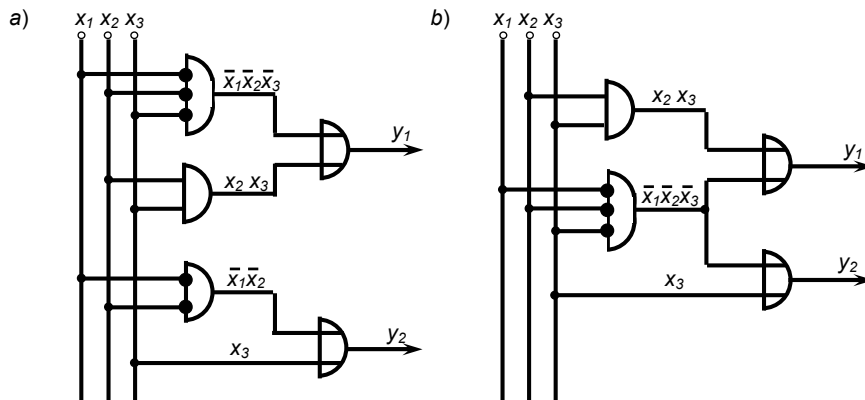 a) x₁ x₂ x₃
x̄₁x̄₂x̄₃
y₁
x₂ x₃
x̄₁x̄₂
y₂
x₃
b) x₁ x₂ x₃
x₂ x₃
y₁
x̄₁x̄₂x̄₃
y₂
x₃